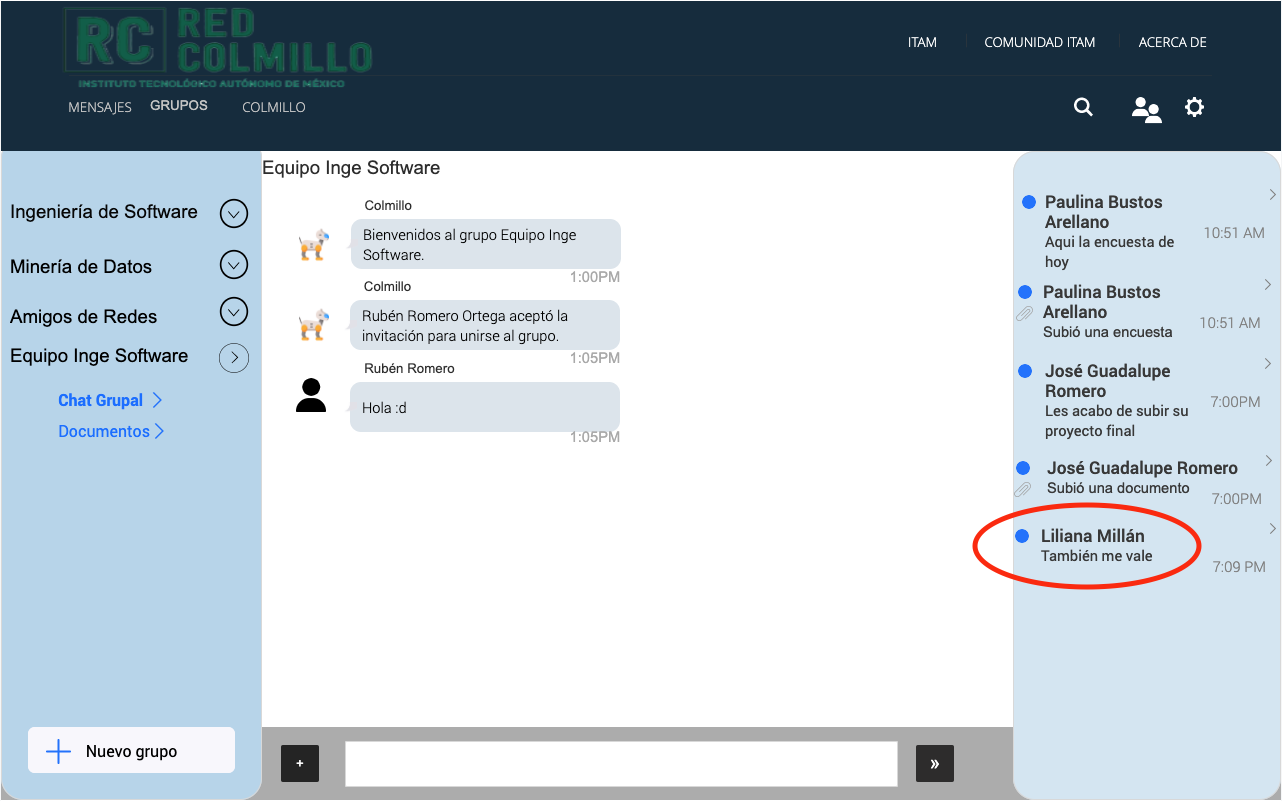 RC RED
COLMILLO
INSTITUTO TECNOLÓGICO AUTÓNOMO DE MÉXICO
ITAM COMUNIDAD ITAM ACERCA DE
MENSAJES GRUPOS COLMILLO
Ingeniería de Software
Minería de Datos
Amigos de Redes
Equipo Inge Software
Chat Grupal
Documentos
+ Nuevo grupo
Equipo Inge Software
Colmillo
Bienvenidos al grupo Equipo Inge
Software.
1:00PM
Colmillo
Rubén Romero Ortega aceptó la
invitación para unirse al grupo.
1:05PM
Rubén Romero
Hola :d
1:05PM
+ »
Paulina Bustos
Arellano
Aqui la encuesta de
hoy
10:51 AM
Paulina Bustos
Arellano
Subió una encuesta
10:51 AM
José Guadalupe
Romero
Les acabo de subir su
proyecto final
7:00PM
José Guadalupe Romero
Subió una documento
7:00PM
Liliana Millán
También me vale
7:09 PM